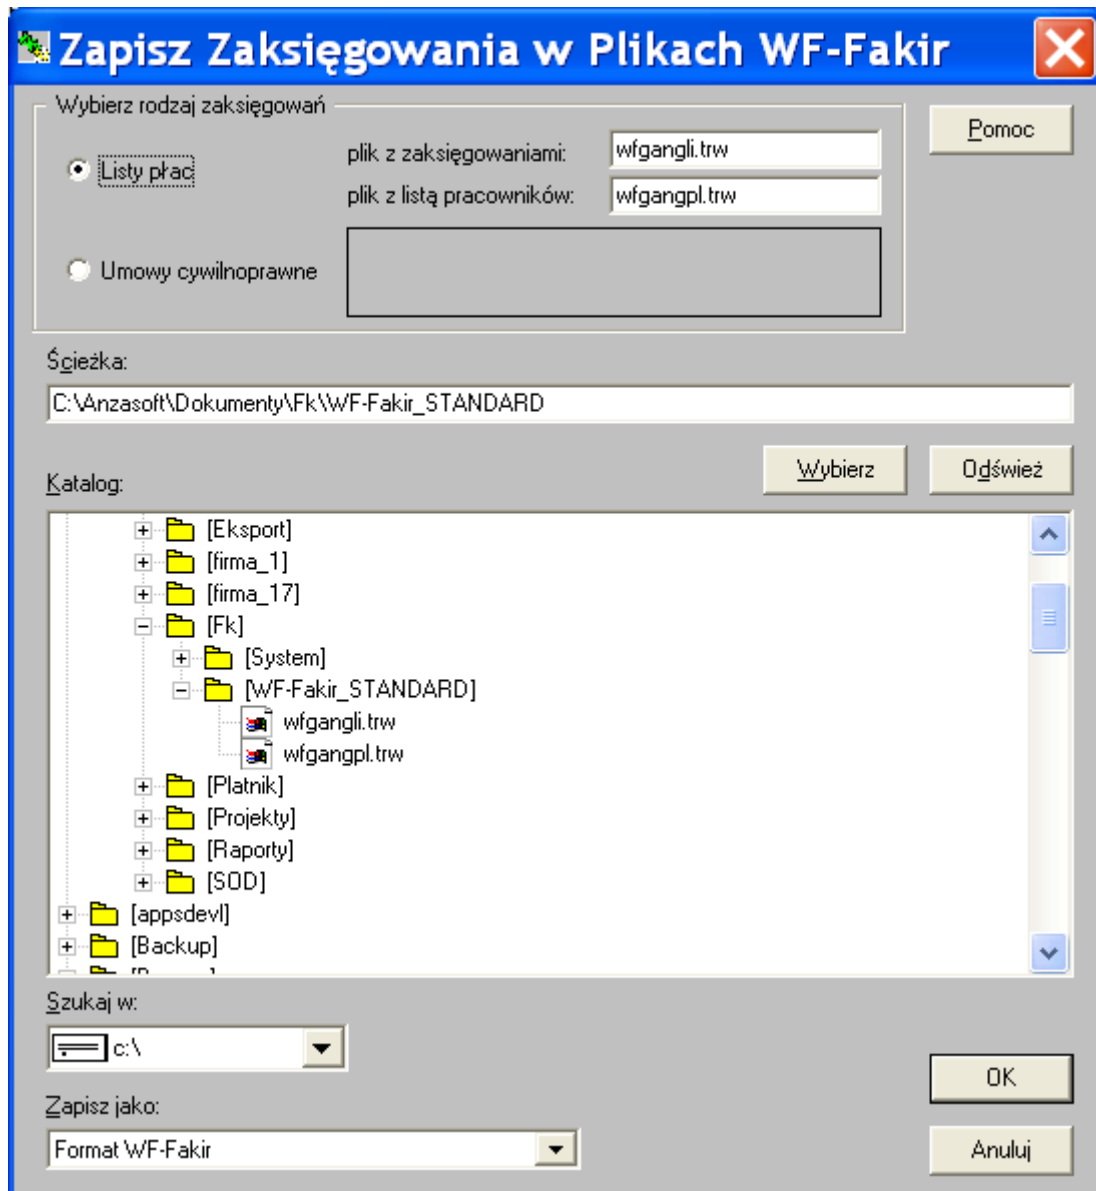 Zapisz Zaksięgowania w Plikach WF-Fakir
Wybierz rodzaj zaksięgowań
Pomoc
Listy płac
plik z zaksięgowaniami:
wfgangli.trw
plik z listą pracowników:
wfgangpl.trw
Umowy cywilnoprawne
Ścieżka:
C:\Anzasoft\Dokumenty\Fk\WF-Fakir_STANDARD
Wybierz
Odśwież
Katalog:
[Eksport]
[firma_1]
[firma_17]
[Fk]
[System]
[WF-Fakir_STANDARD]
wfgangli.trw
wfgangpl.trw
[Platnik]
[Projekty]
[Raporty]
[SOD]
[appsdevl]
[Backup]
Szukaj w:
c:\
OK
Zapisz jako:
Format WF-Fakir
Anuluj